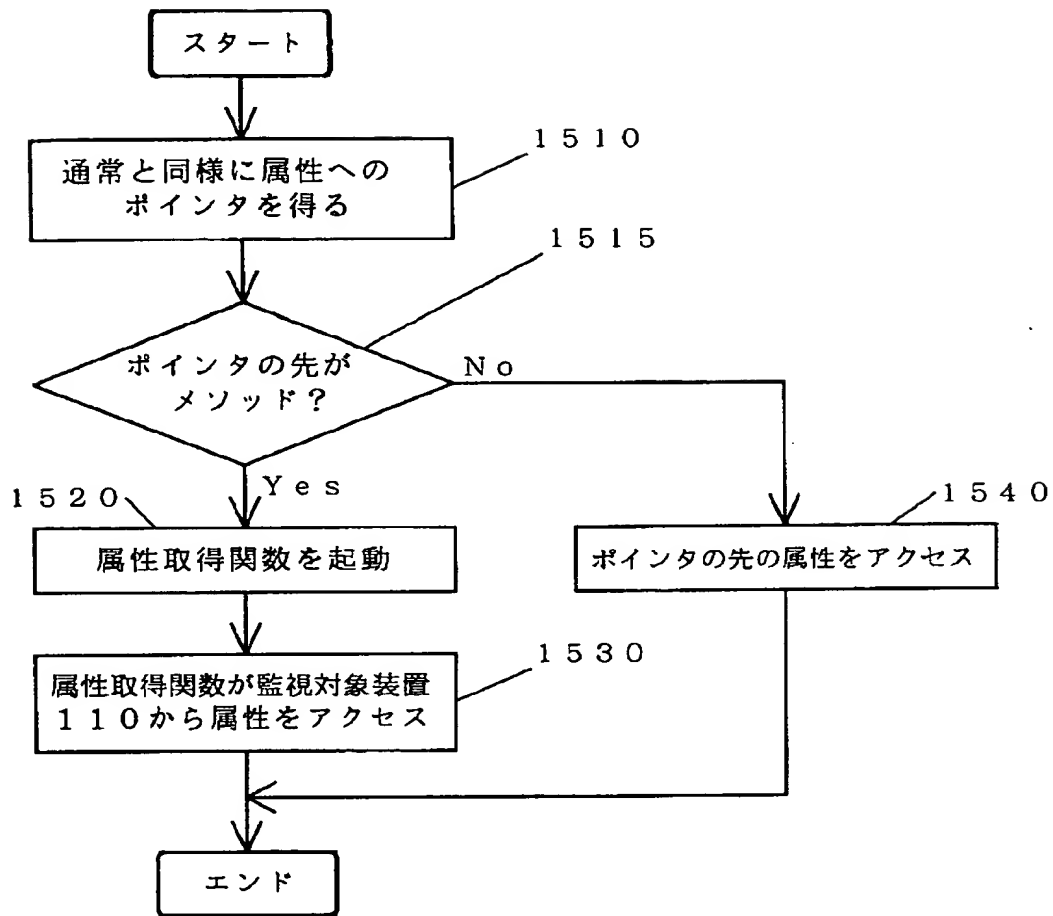 スタート
1510
通常と同様に属性への
ポインタを得る
1515
ポインタの先が
メソッド？
No
Yes
1520
属性取得関数を起動
1540
ポインタの先の属性をアクセス
1530
属性取得関数が監視対象装置
110から属性をアクセス
エンド